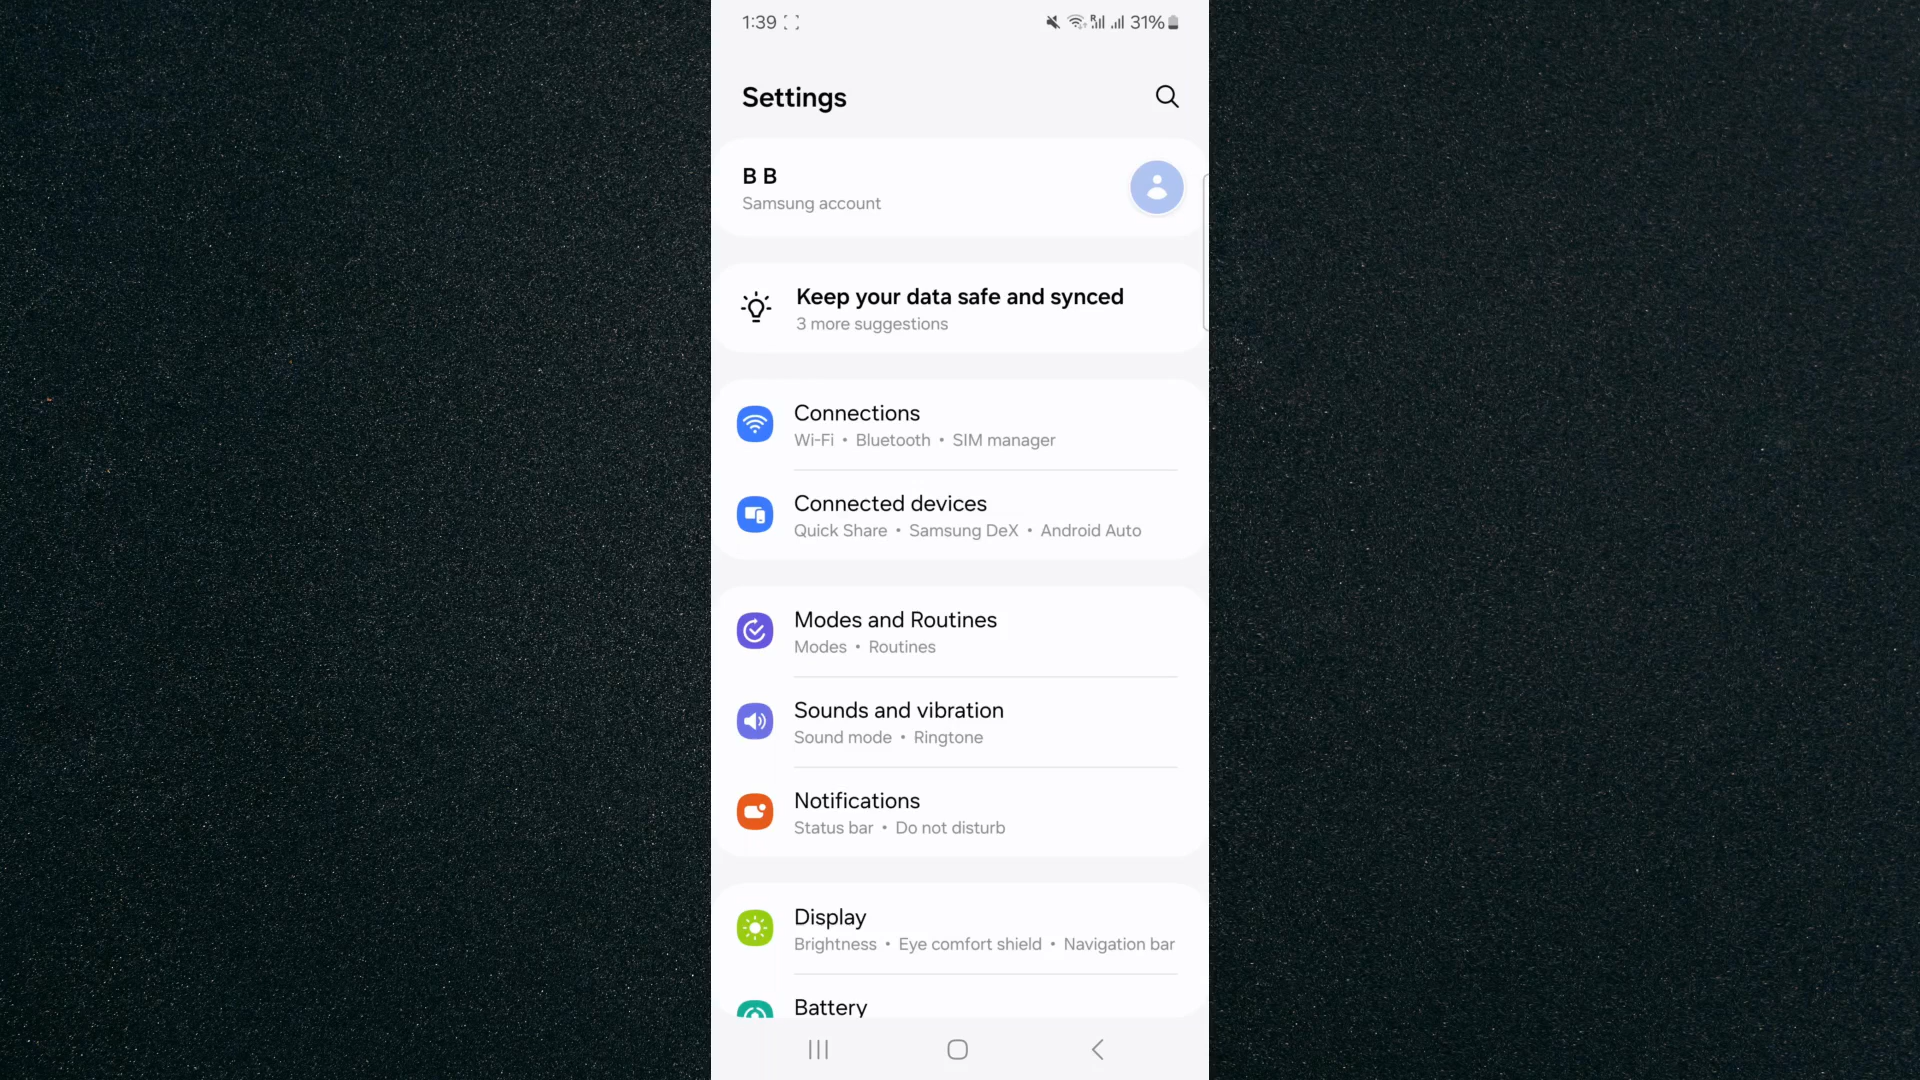 1:39 31%
Settings
B B
Samsung account
Keep your data safe and synced
3 more suggestions
Connections
Wi-Fi • Bluetooth • SIM manager
Connected devices
Quick Share • Samsung DeX • Android Auto
Modes and Routines
Modes • Routines
Sounds and vibration
Sound mode • Ringtone
Notifications
Status bar • Do not disturb
Display
Brightness • Eye comfort shield • Navigation bar
Battery